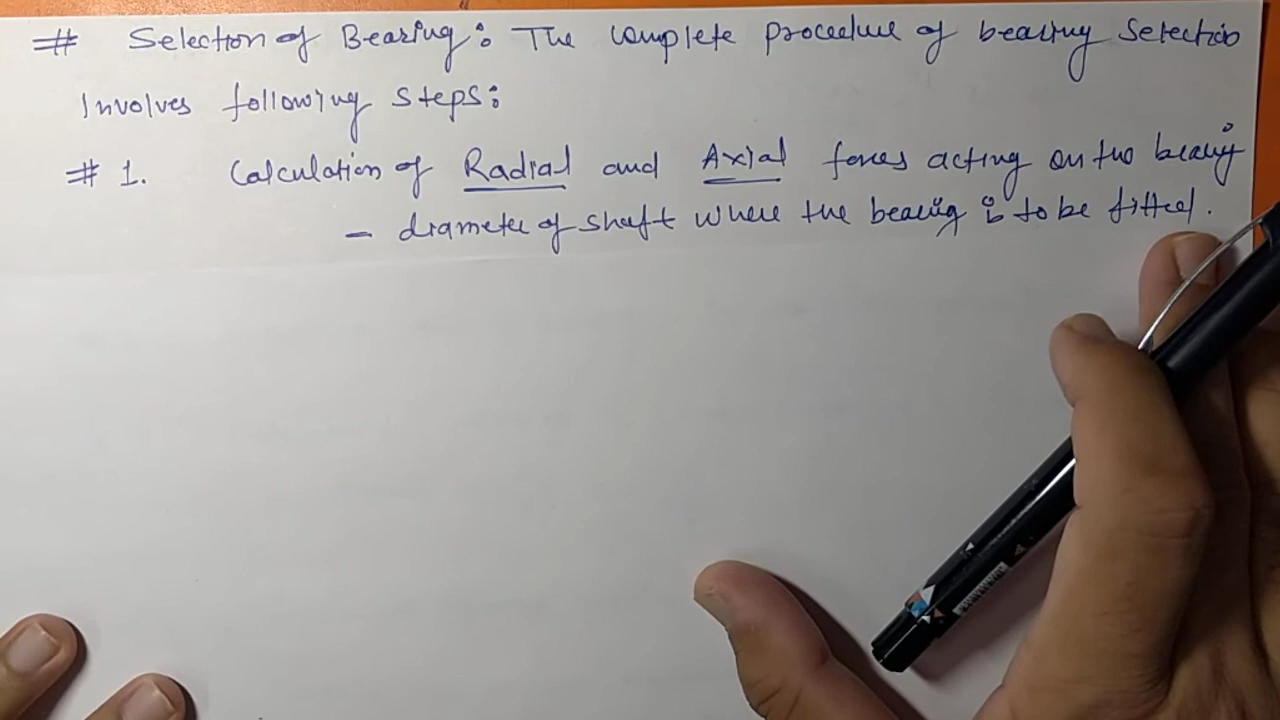 # Selection of Bearing: The complete procedure of bearing selection
Involves following steps:
# 1. Calculation of Radial and Axial forces acting on the bearing
- diameter of shaft where the bearing is to be fitted.